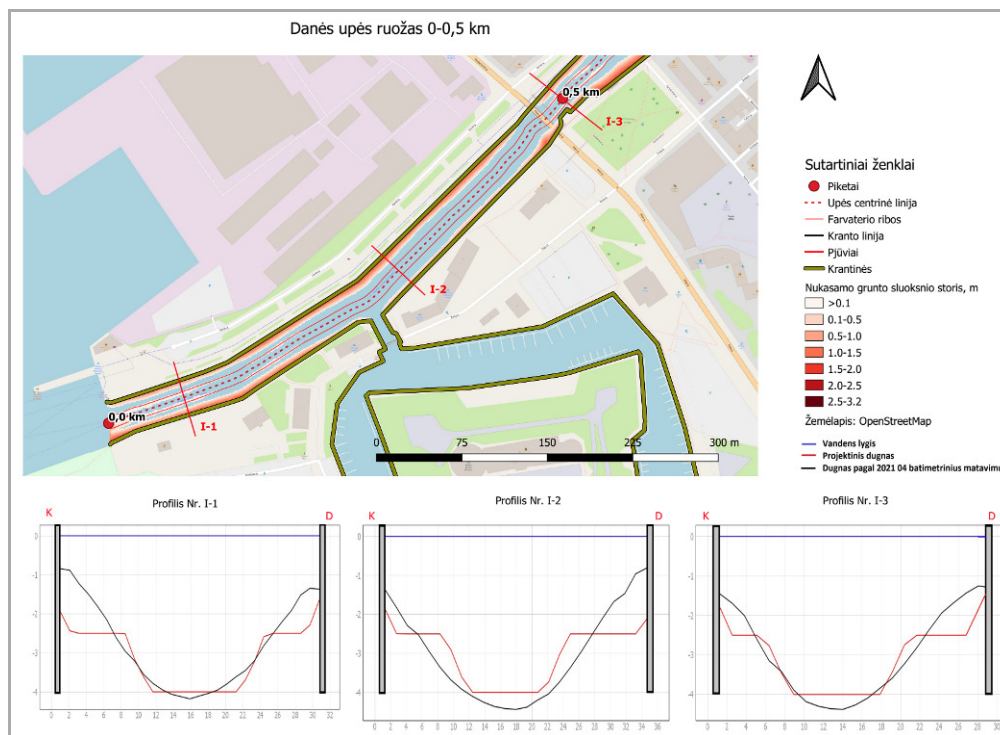 Danės upės ruožas 0-0,5 km
0,5 km
I-3
I-2
0,0 km
I-1
0 75 150 225 300 m
Sutartiniai ženklai
Piketai
Upės centrinė linija
Farvaterio ribos
Kranto linija
Pjūviai
Krantinės
Nukasamo grunto sluoksnio storis, m
>0.1
0.1-0.5
0.5-1.0
1.0-1.5
1.5-2.0
2.0-2.5
2.5-3.2
Žemėlapis: OpenStreetMap
Vandens lygis
Projektinis dugnas
Dugnas pagal 2021 04 batimetrinius matavimu
Profilis Nr. I-1
K
D
0
-1
-2
-3
-4
0 2 4 6 8 10 12 14 16 18 20 22 24 26 28 30 32
Profilis Nr. I-2
K
D
0
-1
-2
-3
-4
0 2 4 6 8 10 12 14 16 18 20 22 24 26 28 30 32 34 36
Profilis Nr. I-3
K
D
0
-1
-2
-3
-4
0 2 4 6 8 10 12 14 16 18 20 22 24 26 28 30